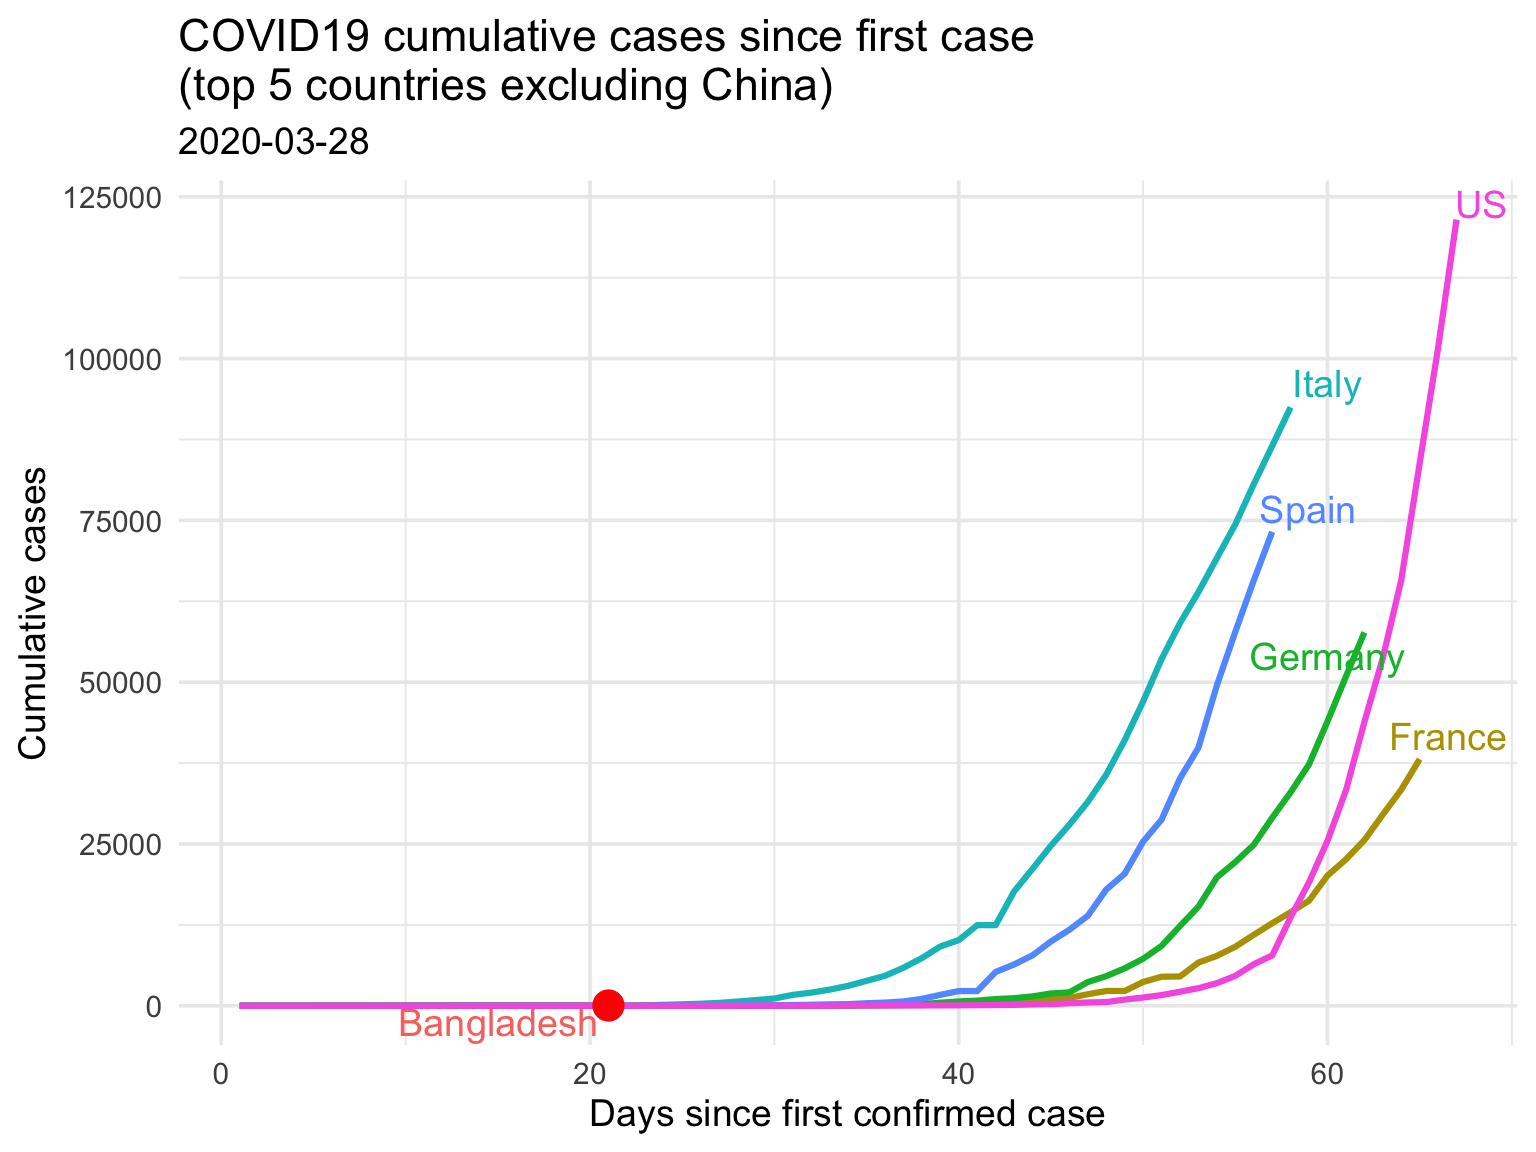 COVID19 cumulative cases since first case
(top 5 countries excluding China)
2020-03-28
125000
100000
75000
50000
25000
0
Cumulative cases
US
Italy
Spain
Germany
France
Bangladesh
0
20
40
60
Days since first confirmed case